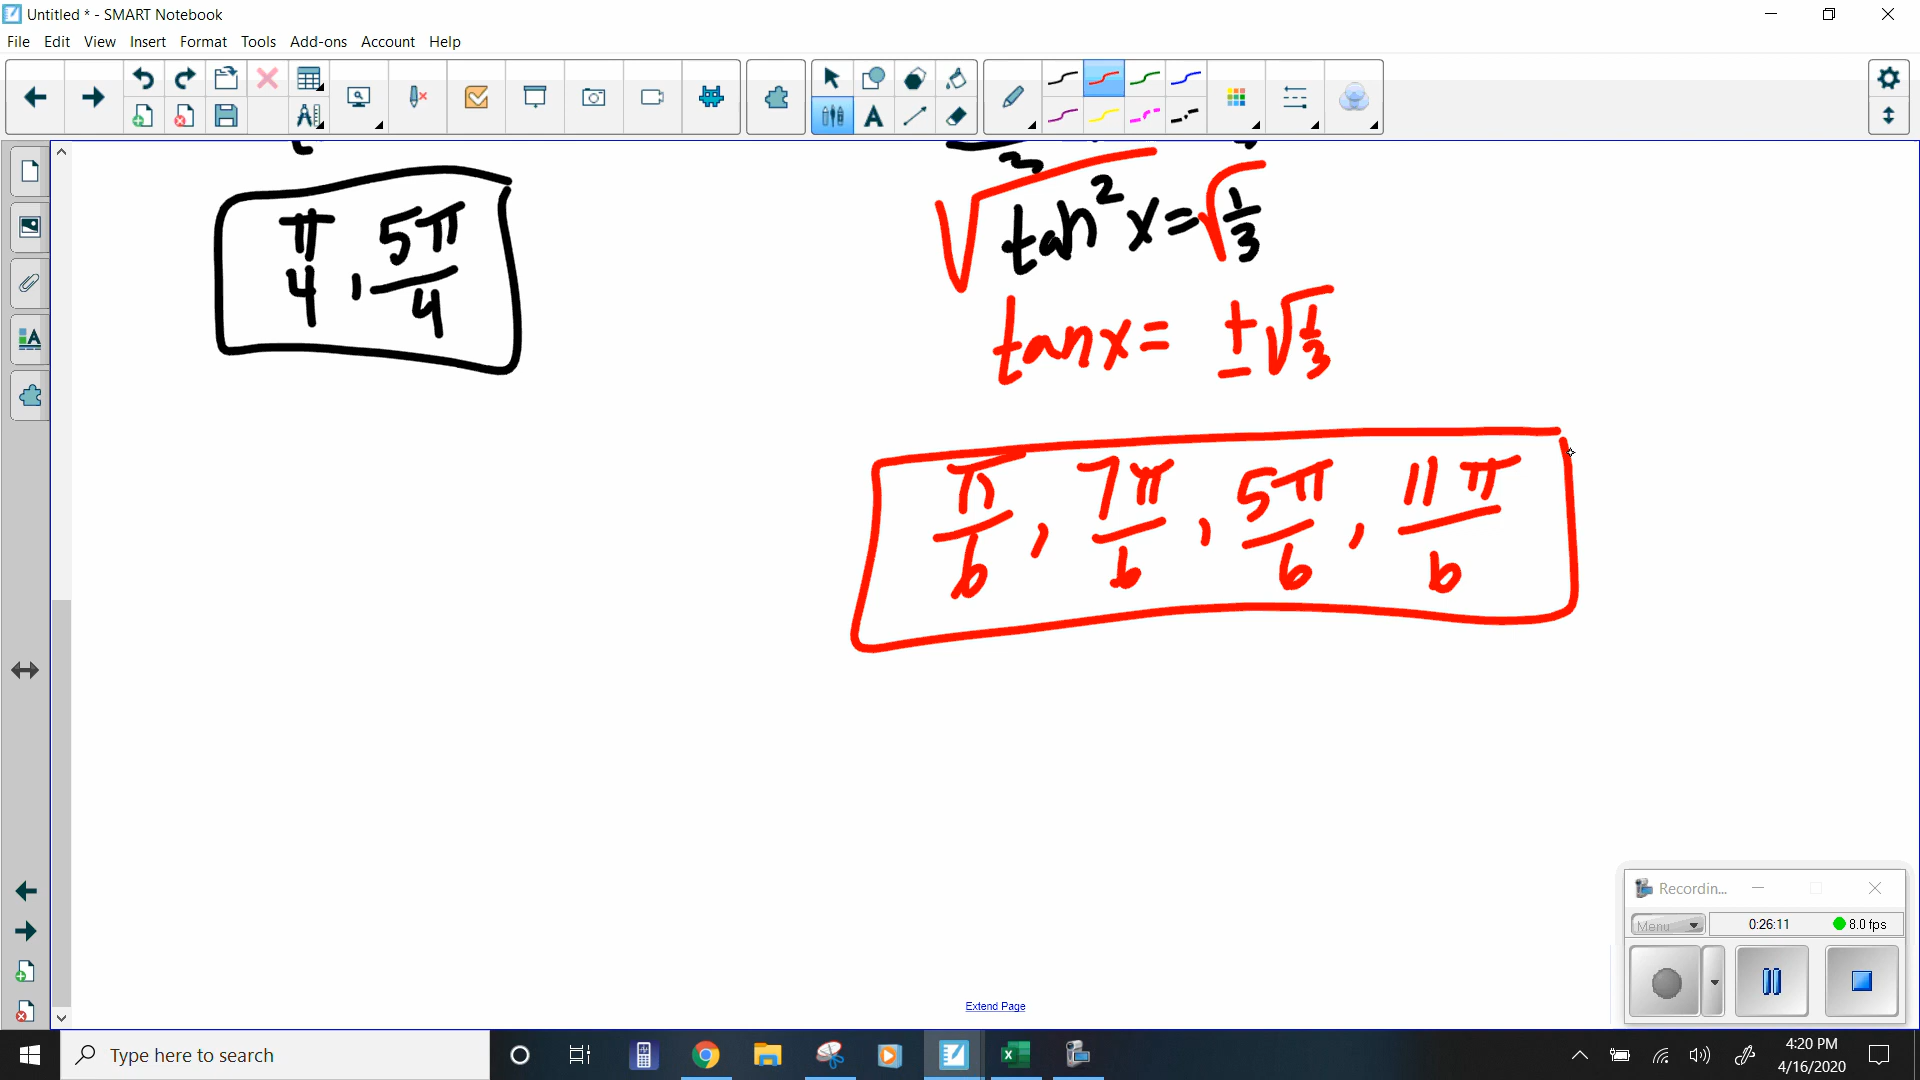 Untitled * - SMART Notebook
File Edit View Insert Format Tools Add-ons Account Help
3
tan² x = √1/3
tan x = ± √1/3
π/4, 5π/4
π/6, 7π/6, 5π/6, 11π/6
Extend Page
Recordin...
Menu 0:26:11 8.0 fps
Type here to search
4:20 PM
4/16/2020